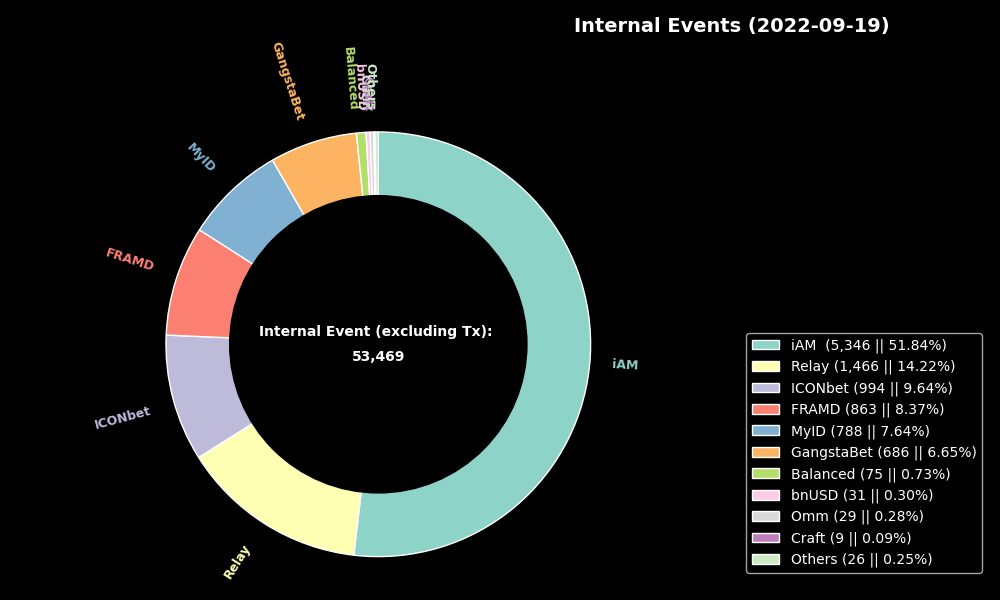 Internal Events (2022-09-19)
GangstaBet
Balanced
bnUSD
Others
MyID
FRAMD
ICONbet
Relay
iAM
Internal Event (excluding Tx):
53,469
iAM  (5,346 || 51.84%)
Relay (1,466 || 14.22%)
ICONbet (994 || 9.64%)
FRAMD (863 || 8.37%)
MyID (788 || 7.64%)
GangstaBet (686 || 6.65%)
Balanced (75 || 0.73%)
bnUSD (31 || 0.30%)
Omm (29 || 0.28%)
Craft (9 || 0.09%)
Others (26 || 0.25%)